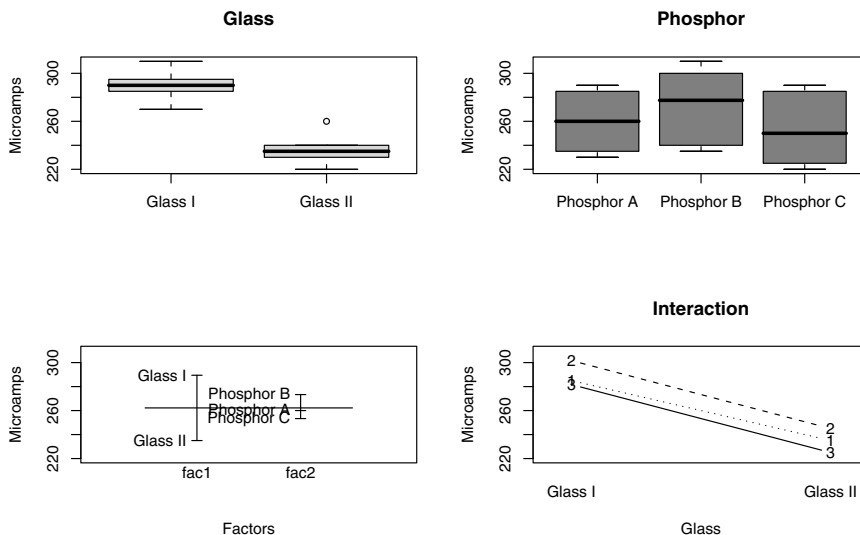 Glass
Microamps
300
260
220
Glass I
Glass II
Phosphor
Microamps
300
260
220
Phosphor A
Phosphor B
Phosphor C
Microamps
300
260
220
Glass I
Glass II
Phosphor B
Phosphor A
Phosphor C
fac1
fac2
Factors
Interaction
Microamps
300
260
220
2
1
3
2
1
3
Glass I
Glass II
Glass